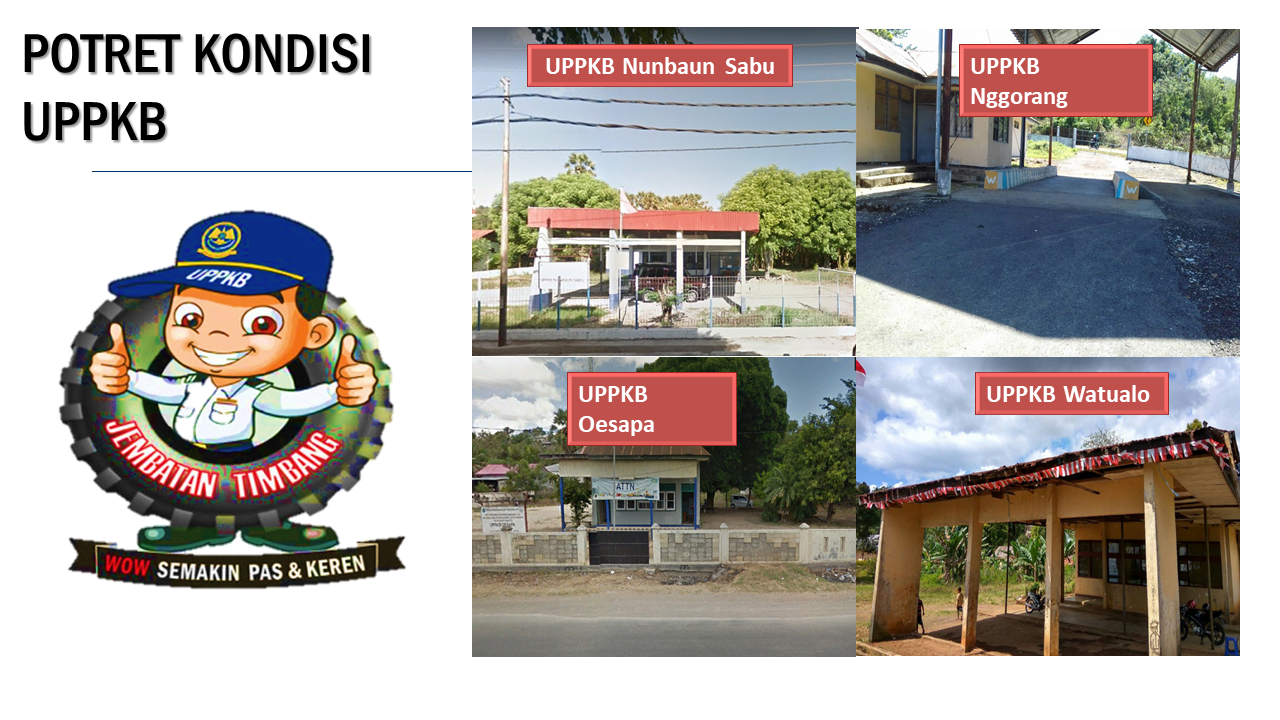 POTRET KONDISI
UPPKB
UPPKB
JEMBATAN TIMBANG
WOW SEMAKIN PAS & KEREN
UPPKB Nunbaun Sabu
UPPKB
Nggorang
W
W
UPPKB
Oesapa
ATTN
UPPKB Watualo